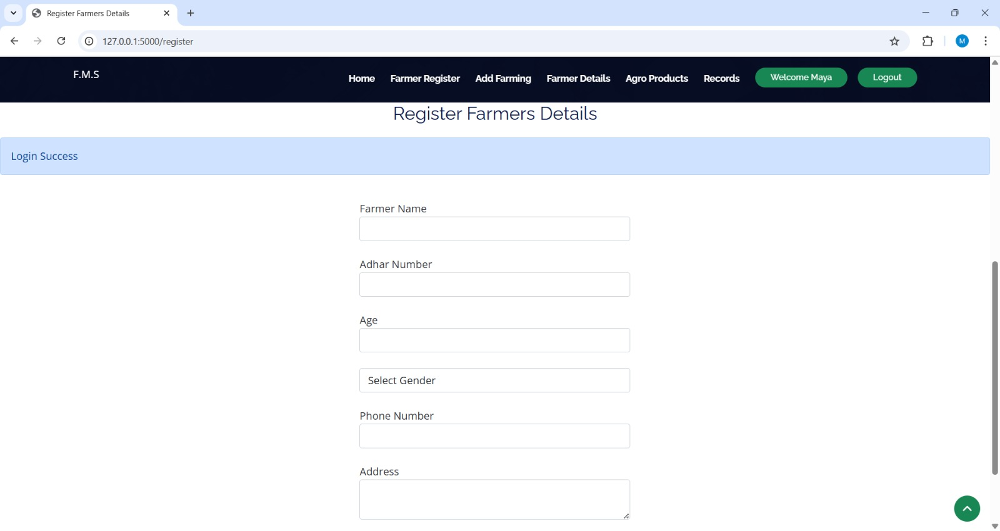 Register Farmers Details
127.0.0.1:5000/register
M
F.M.S
Home Farmer Register Add Farming Farmer Details Agro Products Records Welcome Maya Logout
Register Farmers Details
Login Success
Farmer Name
Adhar Number
Age
Select Gender
Phone Number
Address